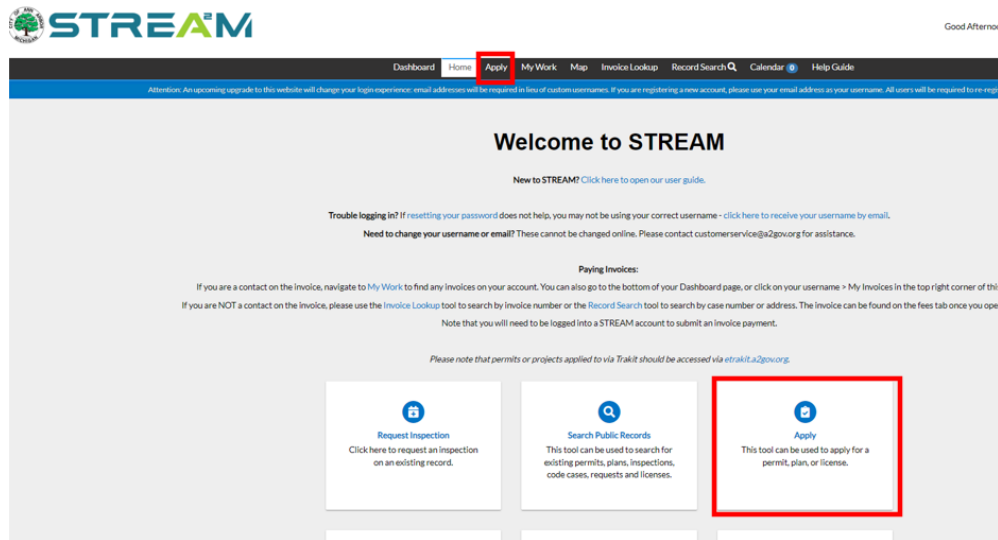 CITY OF ANN ARBOR
MICHIGAN
STREA2M
Good Afternoo
Dashboard Home Apply My Work Map Invoice Lookup Record Search Calendar 0 Help Guide
Attention: An upcoming upgrade to this website will change your login experience: email addresses will be required in lieu of custom usernames. If you are registering a new account, please use your email address as your username. All users will be required to re-regi
Welcome to STREAM
New to STREAM? Click here to open our user guide.
Trouble logging in? If resetting your password does not help, you may not be using your correct username - click here to receive your username by email.
Need to change your username or email? These cannot be changed online. Please contact customerservice@a2gov.org for assistance.
Paying Invoices:
If you are a contact on the invoice, navigate to My Work to find any invoices on your account. You can also go to the bottom of your Dashboard page, or click on your username > My Invoices in the top right corner of thi
If you are NOT a contact on the invoice, please use the Invoice Lookup tool to search by invoice number or the Record Search tool to search by case number or address. The invoice can be found on the fees tab once you ope
Note that you will need to be logged into a STREAM account to submit an invoice payment.
Please note that permits or projects applied to via Trakit should be accessed via etrakit.a2gov.org.
Request Inspection
Click here to request an inspection
on an existing record.
Search Public Records
This tool can be used to search for
existing permits, plans, inspections,
code cases, requests and licenses.
Apply
This tool can be used to apply for a
permit, plan, or license.